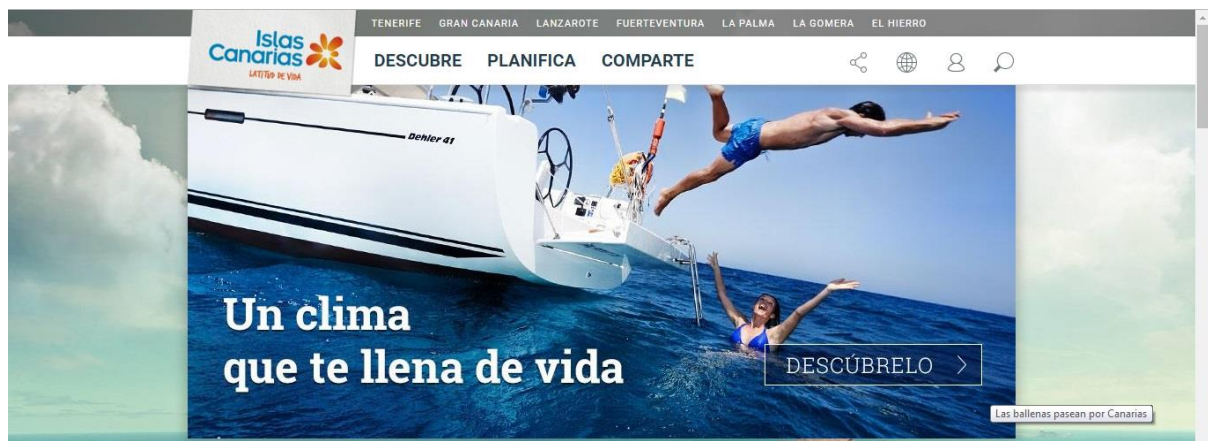 TENERIFE GRAN CANARIA LANZAROTE FUERTEVENTURA LA PALMA LA GOMERA EL HIERRO
Islas
Canarias
LATITUD DE VIDA
DESCUBRE PLANIFICA COMPARTE
Dehler 41
Un clima
que te llena de vida
DESCÚBRELO
Las ballenas pasean por Canarias